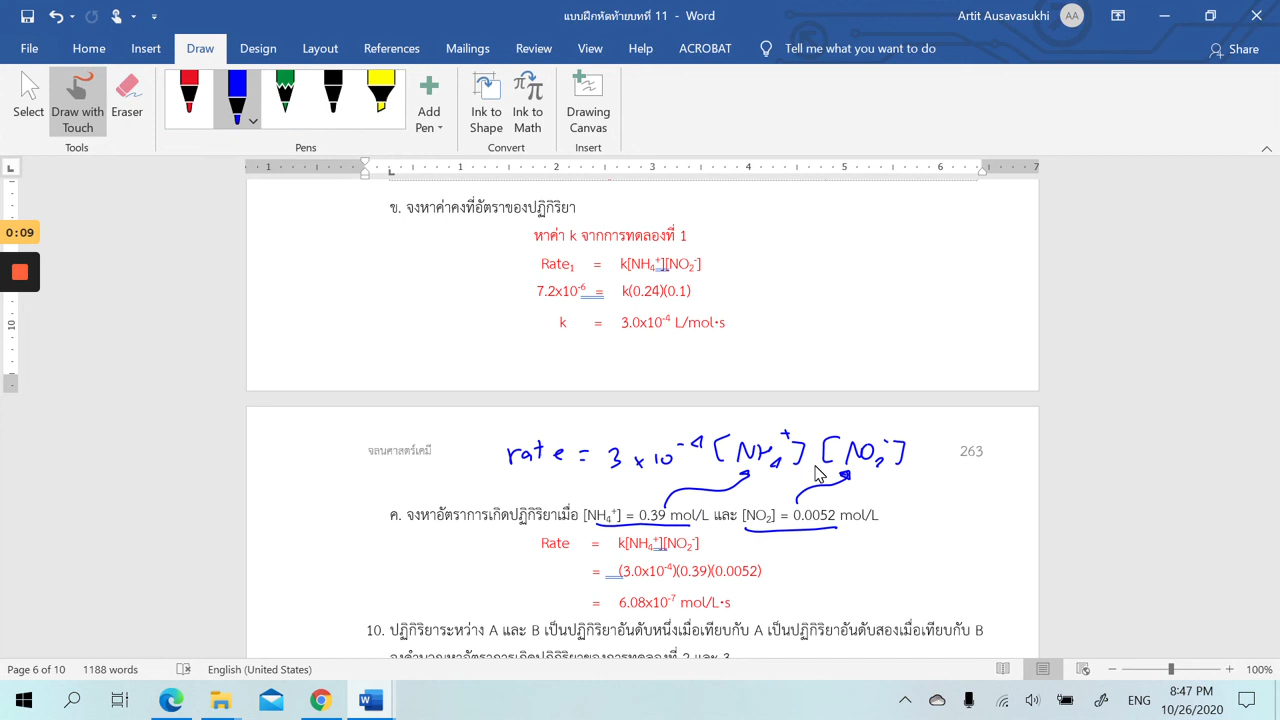 แบบฝึกหัดท้ายบทที่ 11 - Word
Artit Ausavasukhi AA
File Home Insert Draw Design Layout References Mailings Review View Help ACROBAT Tell me what you want to do Share
Select Draw with Touch Eraser Add Pen Ink to Shape Ink to Math Drawing Canvas
Tools Pens Convert Insert
1 1 2 3 4 5 6 7
ข. จงหาค่าคงที่อัตราของปฏิกิริยา
0:09
หาค่า k จากการทดลองที่ 1
Rate₁ = k[NH₄⁺][NO₂⁻]
7.2x10⁻⁶ = k(0.24)(0.1)
k = 3.0x10⁻⁴ L/mol·s
10
จลนศาสตร์เคมี
rate = 3 x 10⁻⁴ [NH₄⁺] [NO₂⁻]
263
ค. จงหาอัตราการเกิดปฏิกิริยาเมื่อ [NH₄⁺] = 0.39 mol/L และ [NO₂] = 0.0052 mol/L
Rate = k[NH₄⁺][NO₂⁻]
= (3.0x10⁻⁴)(0.39)(0.0052)
= 6.08x10⁻⁷ mol/L·s
10. ปฏิกิริยาระหว่าง A และ B เป็นปฏิกิริยาอันดับหนึ่งเมื่อเทียบกับ A เป็นปฏิกิริยาอันดับสองเมื่อเทียบกับ B
Page 6 of 10 1188 words English (United States) 100%
ENG
8:47 PM
10/26/2020